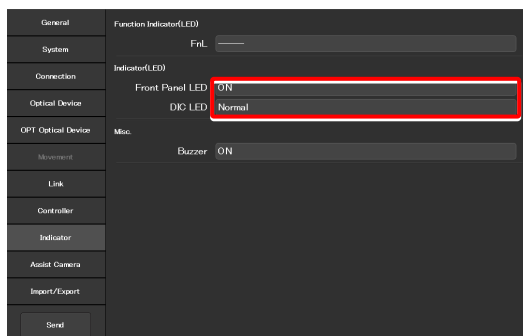 General
System
Connection
Optical Device
OPT Optical Device
Movement
Link
Controller
Indicator
Assist Camera
Import/Export
Send
Function Indicator(LED)
FnL ----
Indicator(LED)
Front Panel LED ON
DIC LED Normal
Misc.
Buzzer ON